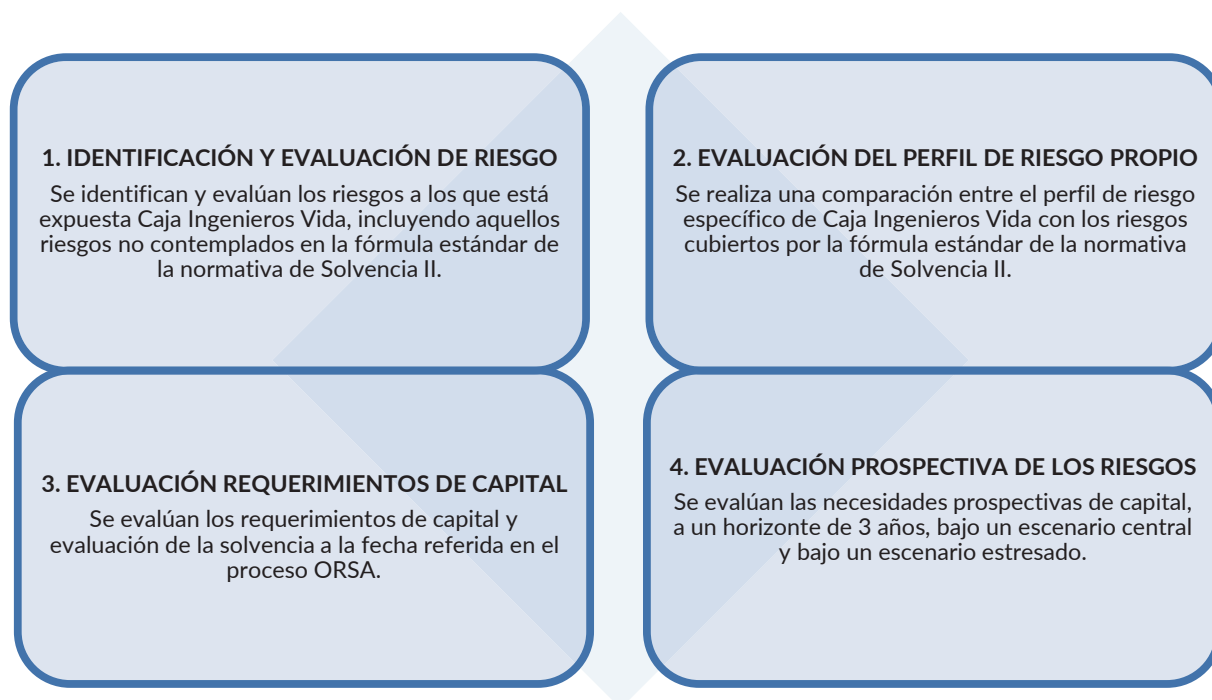 1. IDENTIFICACIÓN Y EVALUACIÓN DE RIESGO
Se identifican y evalúan los riesgos a los que está
expuesta Caja Ingenieros Vida, incluyendo aquellos
riesgos no contemplados en la fórmula estándar de
la normativa de Solvencia II.
2. EVALUACIÓN DEL PERFIL DE RIESGO PROPIO
Se realiza una comparación entre el perfil de riesgo
específico de Caja Ingenieros Vida con los riesgos
cubiertos por la fórmula estándar de la normativa
de Solvencia II.
3. EVALUACIÓN REQUERIMIENTOS DE CAPITAL
Se evalúan los requerimientos de capital y
evaluación de la solvencia a la fecha referida en el
proceso ORSA.
4. EVALUACIÓN PROSPECTIVA DE LOS RIESGOS
Se evalúan las necesidades prospectivas de capital,
a un horizonte de 3 años, bajo un escenario central
y bajo un escenario estresado.